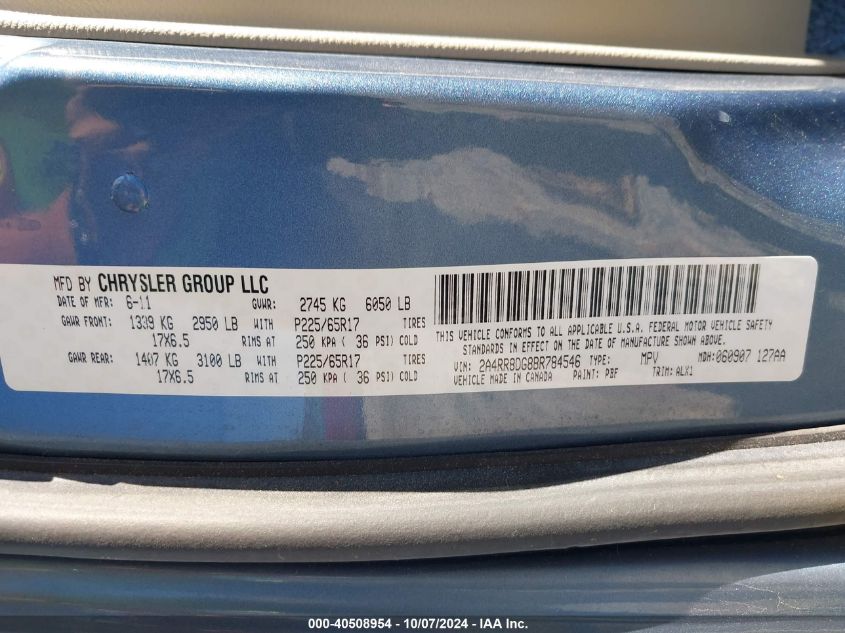 MFD BY CHRYSLER GROUP LLC
DATE OF MFR: 6-11 GVWR: 2745 KG 6050 LB
GAWR FRONT: 1339 KG 2950 LB WITH P225/65R17 TIRES
17X6.5 RIMS AT 250 KPA ( 36 PSI) COLD
GAWR REAR: 1407 KG 3100 LB WITH P225/65R17 TIRES
17X6.5 RIMS AT 250 KPA ( 36 PSI) COLD
THIS VEHICLE CONFORMS TO ALL APPLICABLE U.S.A. FEDERAL MOTOR VEHICLE SAFETY
STANDARDS IN EFFECT ON THE DATE OF MANUFACTURE SHOWN ABOVE.
VIN: 2A4RR8DG8BR784546 TYPE: MPV MDH: 060907 127AA
VEHICLE MADE IN CANADA PAINT: PBF TRIM: ALX1
000-40508954 - 10/07/2024 - IAA Inc.